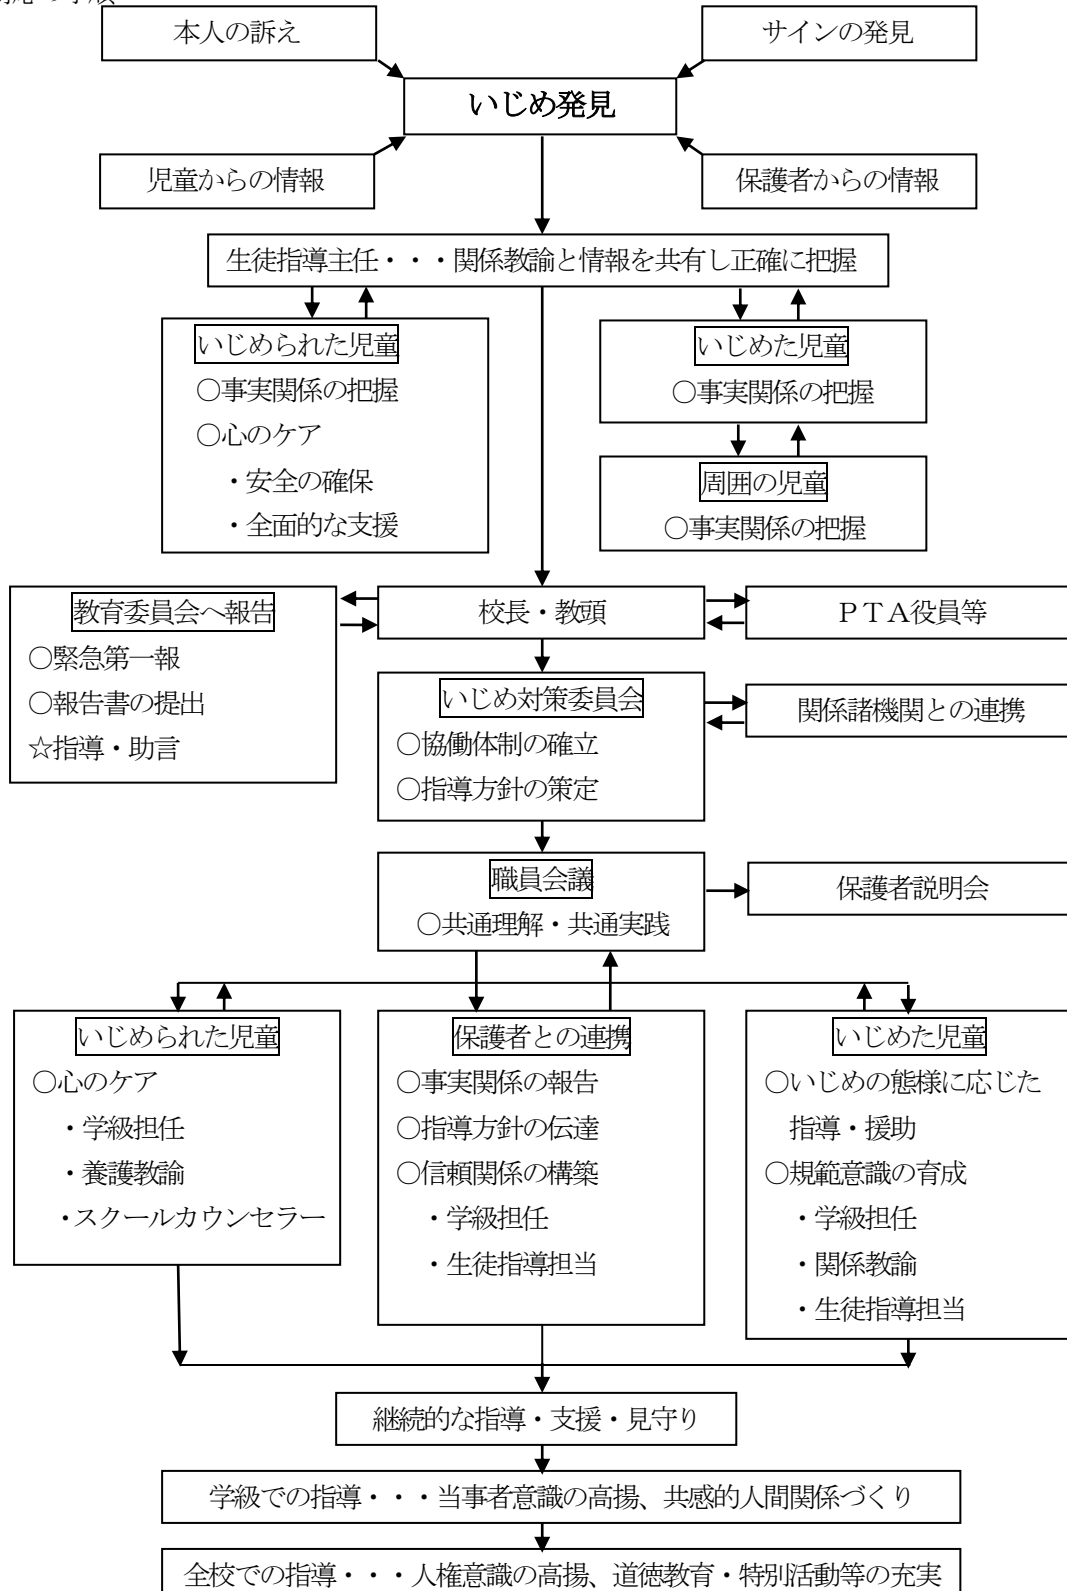 本人の訴え
サインの発見
いじめ発見
児童からの情報
保護者からの情報
生徒指導主任・・・関係教諭と情報を共有し正確に把握
いじめられた児童
○事実関係の把握
○心のケア
・安全の確保
・全面的な支援
いじめた児童
○事実関係の把握
周囲の児童
○事実関係の把握
教育委員会へ報告
○緊急第一報
○報告書の提出
☆指導・助言
校長・教頭
ＰＴＡ役員等
いじめ対策委員会
○協働体制の確立
○指導方針の策定
関係諸機関との連携
職員会議
○共通理解・共通実践
保護者説明会
いじめられた児童
○心のケア
・学級担任
・養護教諭
・スクールカウンセラー
保護者との連携
○事実関係の報告
○指導方針の伝達
○信頼関係の構築
・学級担任
・生徒指導担当
いじめた児童
○いじめの態様に応じた
指導・援助
○規範意識の育成
・学級担任
・関係教諭
・生徒指導担当
継続的な指導・支援・見守り
学級での指導・・・当事者意識の高揚、共感的人間関係づくり
全校での指導・・・人権意識の高揚、道徳教育・特別活動等の充実